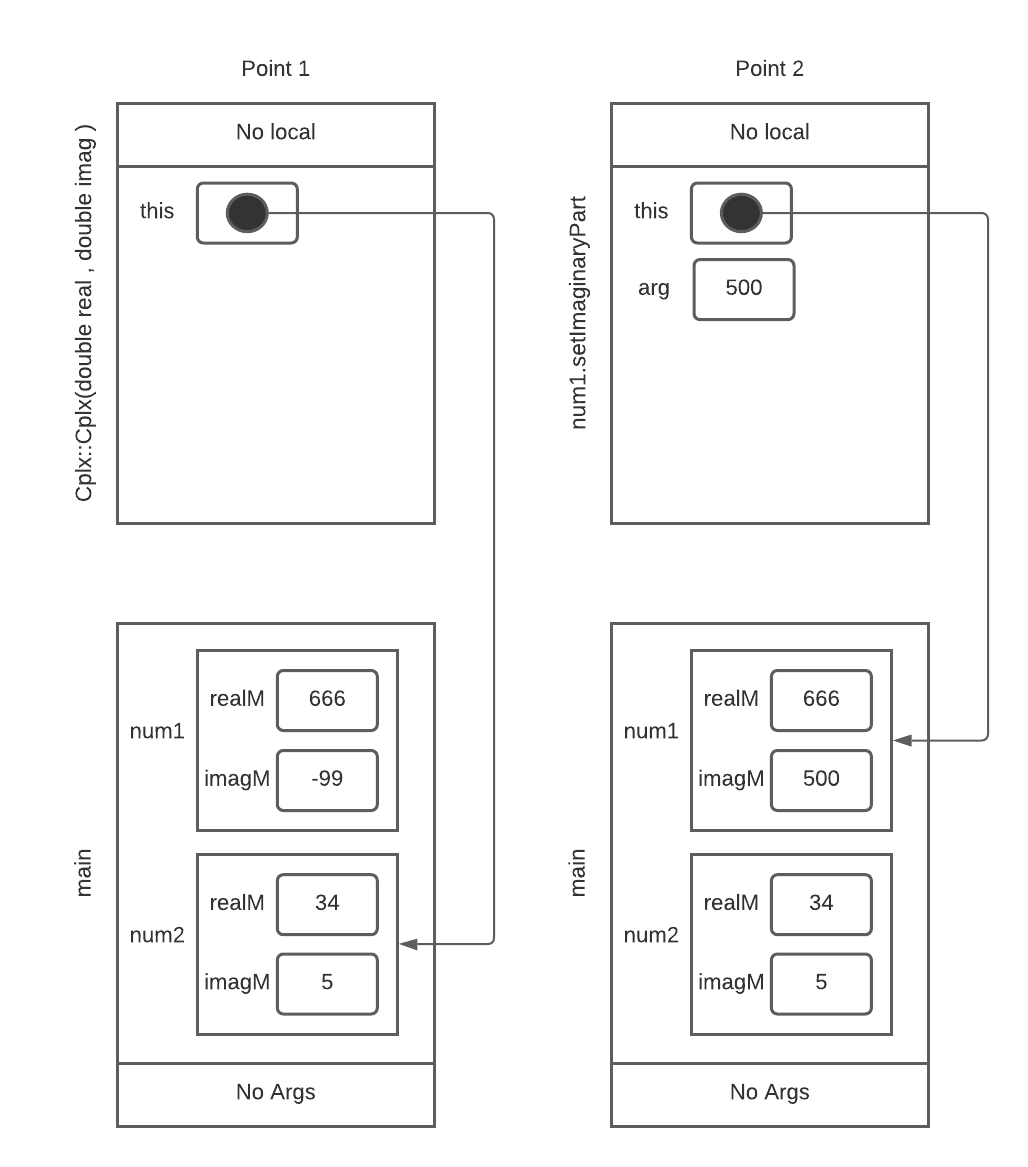 Point 1
No local
Cplx::Cplx(double real , double imag )
this
num1
realM
666
imagM
-99
num2
realM
34
imagM
5
main
No Args
Point 2
No local
num1.setImaginaryPart
this
arg
500
num1
realM
666
imagM
500
num2
realM
34
imagM
5
main
No Args